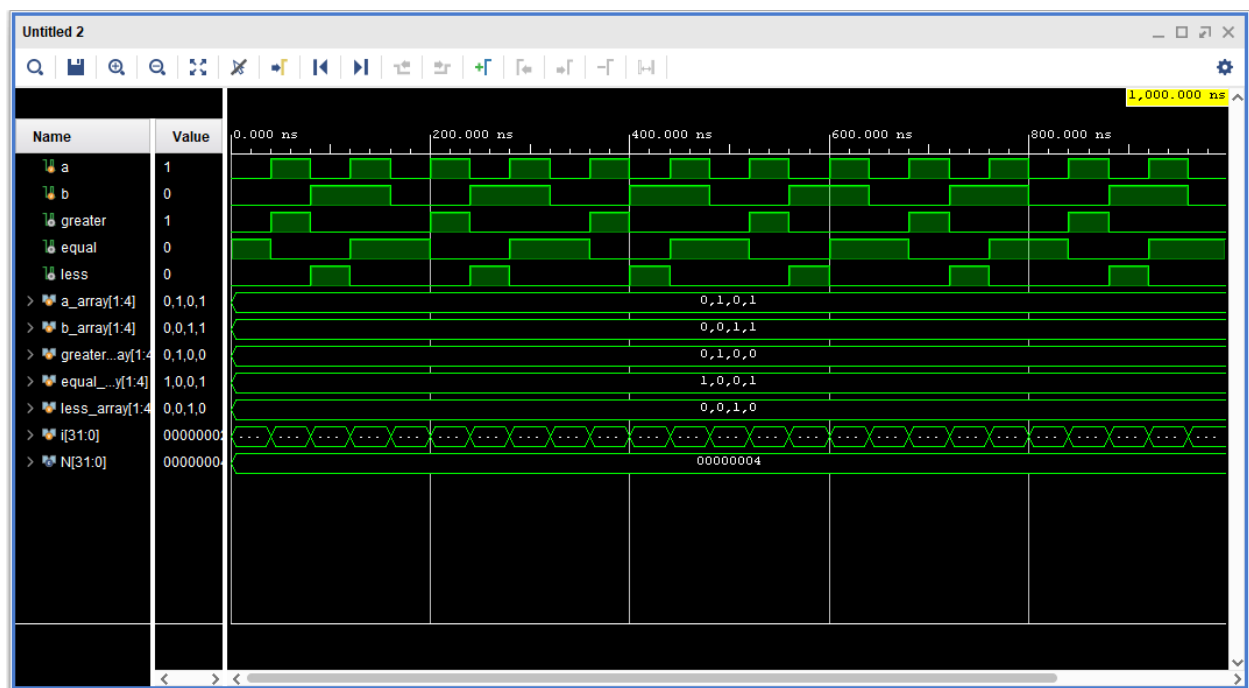 Untitled 2
1,000.000 ns
Name Value 0.000 ns 200.000 ns 400.000 ns 600.000 ns 800.000 ns
a 1
b 0
greater 1
equal 0
less 0
a_array[1:4] 0,1,0,1 0,1,0,1
b_array[1:4] 0,0,1,1 0,0,1,1
greater...ay[1:4 0,1,0,0 0,1,0,0
equal_...y[1:4] 1,0,0,1 1,0,0,1
less_array[1:4 0,0,1,0 0,0,1,0
i[31:0] 0000000 ... ... ... ... ... ... ... ... ... ... ... ... ... ... ... ... ... ... ... ... ... ... ... ... ...
N[31:0] 0000000 00000004